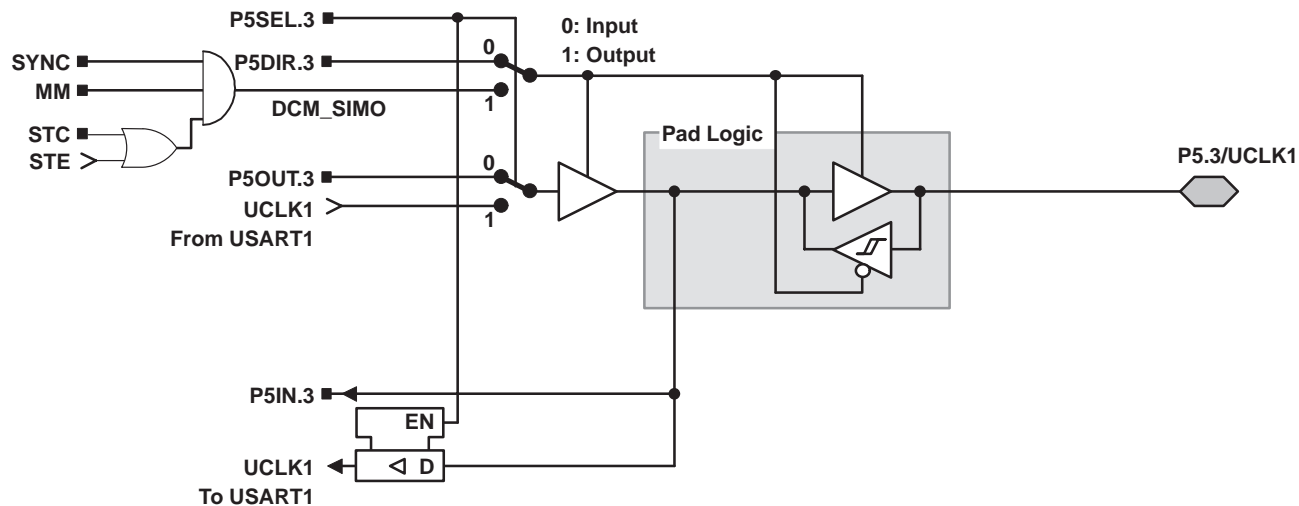 P5SEL.3
0: Input
1: Output
SYNC
P5DIR.3
0
MM
1
DCM_SIMO
STC
STE
Pad Logic
P5.3/UCLK1
P5OUT.3
0
UCLK1
1
From USART1
P5IN.3
EN
UCLK1
D
To USART1